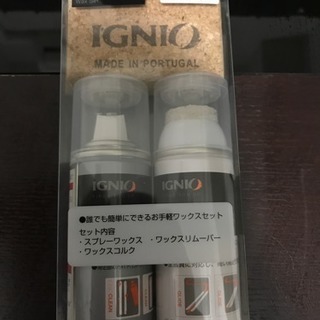 IGNIO
MADE IN PORTUGAL
IGNIO
IGNIO
●誰でも簡単にできるお手軽ワックスセット
セット内容
・スプレーワックス ・ワックスリムーバー
・ワックスコルク